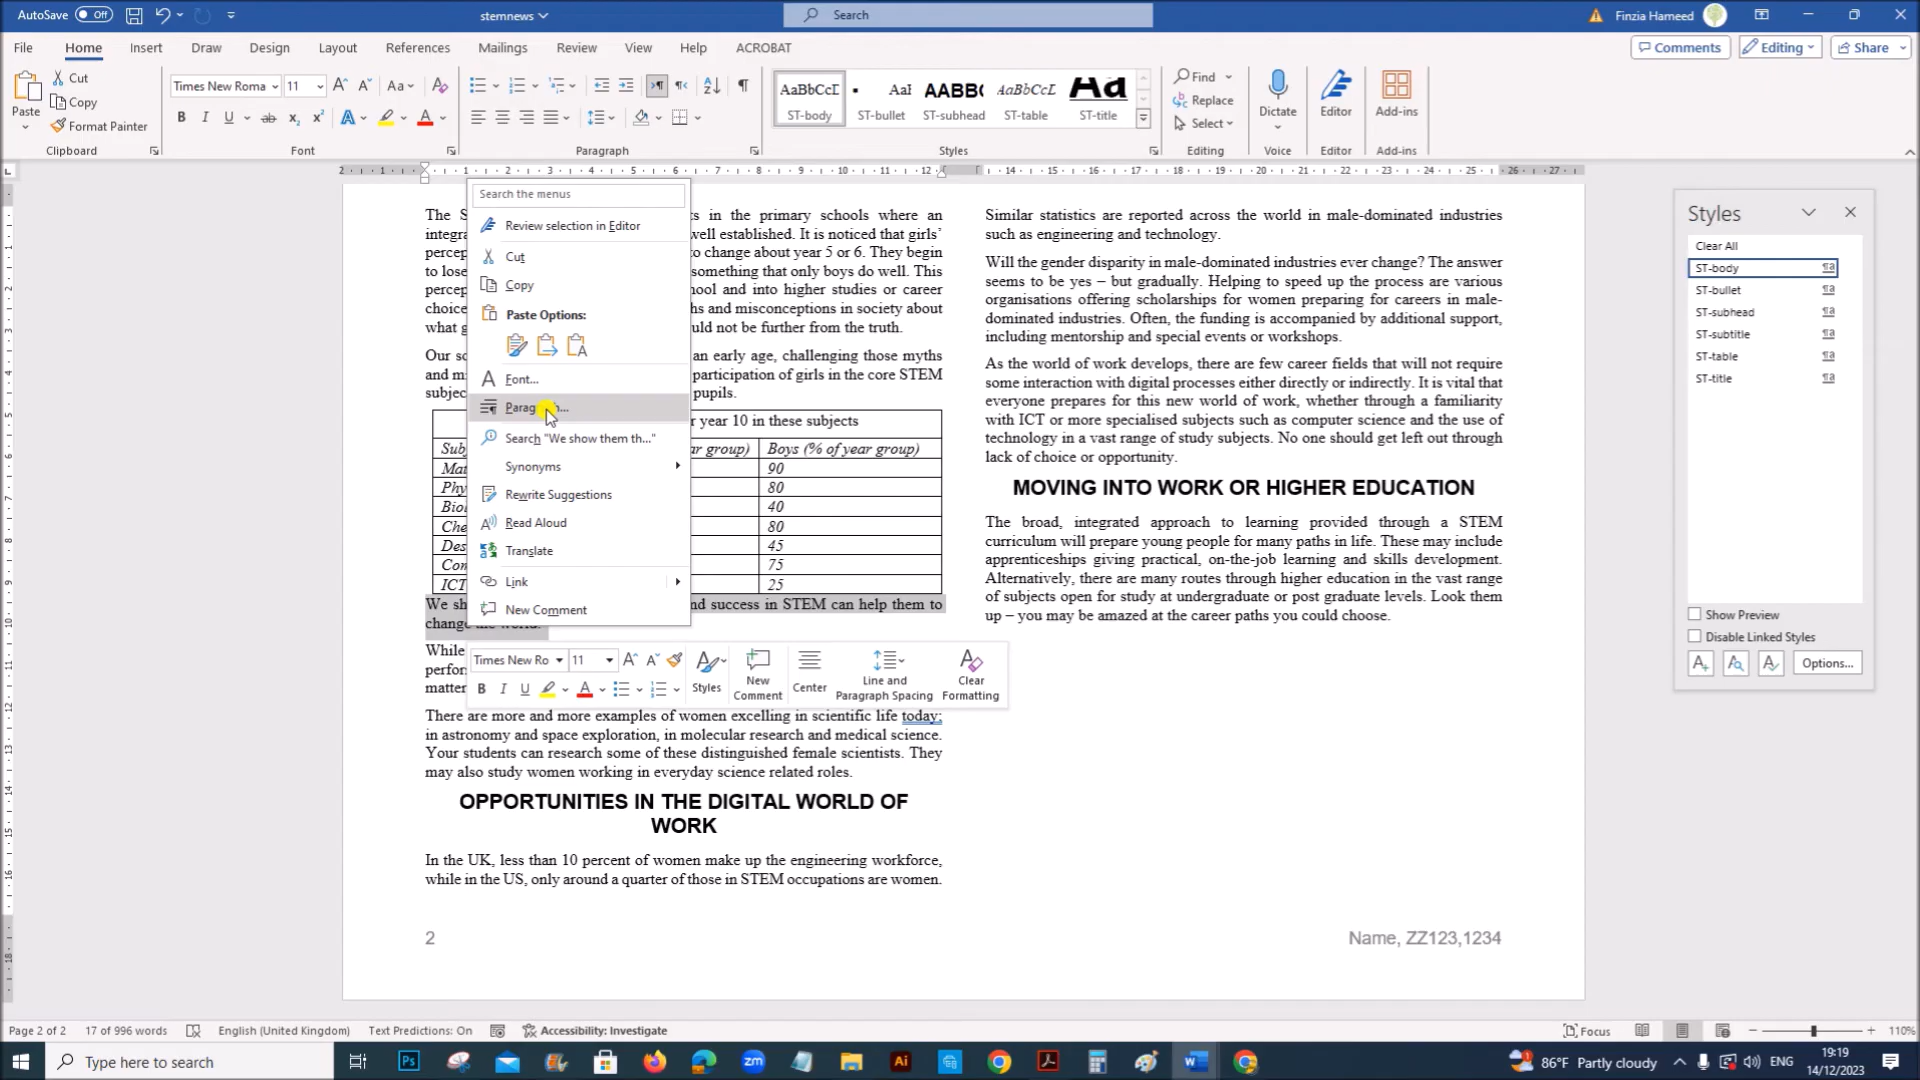 AutoSave Off
stemnews
Search
Finzia Hameed
File Home Insert Draw Design Layout References Mailings Review View Help ACROBAT
Comments Editing Share
Paste
Cut
Copy
Format Painter
Clipboard
Times New Roma 11
Font
Paragraph
AaBbCcD ST-body
ST-bullet
AABBC ST-subhead
AaBbCcD ST-table
Aa ST-title
Styles
Find
Replace
Select
Editing
Dictate
Voice
Editor
Editor
Add-ins
Add-ins
Search the menus
Review selection in Editor
Cut
Copy
Paste Options:
Font...
Synonyms
Search "We show them th..."
Rewrite Suggestions
Read Aloud
Translate
Link
New Comment
The S
s in the primary schools where an
integra
well established. It is noticed that girls'
percep
to change about year 5 or 6. They begin
to lose
something that only boys do well. This
percep
and into higher studies or career
choice
and misconceptions in society about
what g
not be further from the truth.
Our sc
an early age, challenging those myths
and m
participation of girls in the core STEM
subjec
pupils.
r year 10 in these subjects
Boys (% of year group)
90
80
40
80
45
75
ICT
25
We sh
nd success in STEM can help them to
change the world.
While
perfor
matter
Times New Ro 11
Styles
New Comment
Center
Line and Paragraph Spacing
Clear Formatting
There are more and more examples of women excelling in scientific life today;
in astronomy and space exploration, in molecular research and medical science.
Your students can research some of these distinguished female scientists. They
may also study women working in everyday science related roles.
OPPORTUNITIES IN THE DIGITAL WORLD OF
WORK
In the UK, less than 10 percent of women make up the engineering workforce,
while in the US, only around a quarter of those in STEM occupations are women.
Similar statistics are reported across the world in male-dominated industries
such as engineering and technology.
Will the gender disparity in male-dominated industries ever change? The answer
seems to be yes – but gradually. Helping to speed up the process are various
organisations offering scholarships for women preparing for careers in male-
dominated industries. Often, the funding is accompanied by additional support,
including mentorship and special events or workshops.
As the world of work develops, there are few career fields that will not require
some interaction with digital processes either directly or indirectly. It is vital that
everyone prepares for this new world of work, whether through a familiarity
with ICT or more specialised subjects such as computer science and the use of
technology in a vast range of study subjects. No one should get left out through
lack of choice or opportunity.
MOVING INTO WORK OR HIGHER EDUCATION
The broad, integrated approach to learning provided through a STEM
curriculum will prepare young people for many paths in life. These may include
apprenticeships giving practical, on-the-job learning and skills development.
Alternatively, there are many routes through higher education in the vast range
of subjects open for study at undergraduate or post graduate levels. Look them
up – you may be amazed at the career paths you could choose.
2
Name, ZZ123,1234
Styles
Clear All
ST-body
ST-bullet
ST-subhead
ST-subtitle
ST-table
ST-title
Show Preview
Disable Linked Styles
Options...
Page 2 of 2 17 of 996 words English (United Kingdom) Text Predictions: On Accessibility: Investigate
Focus
110%
Type here to search
86°F Partly cloudy
ENG
19:19
14/12/2023